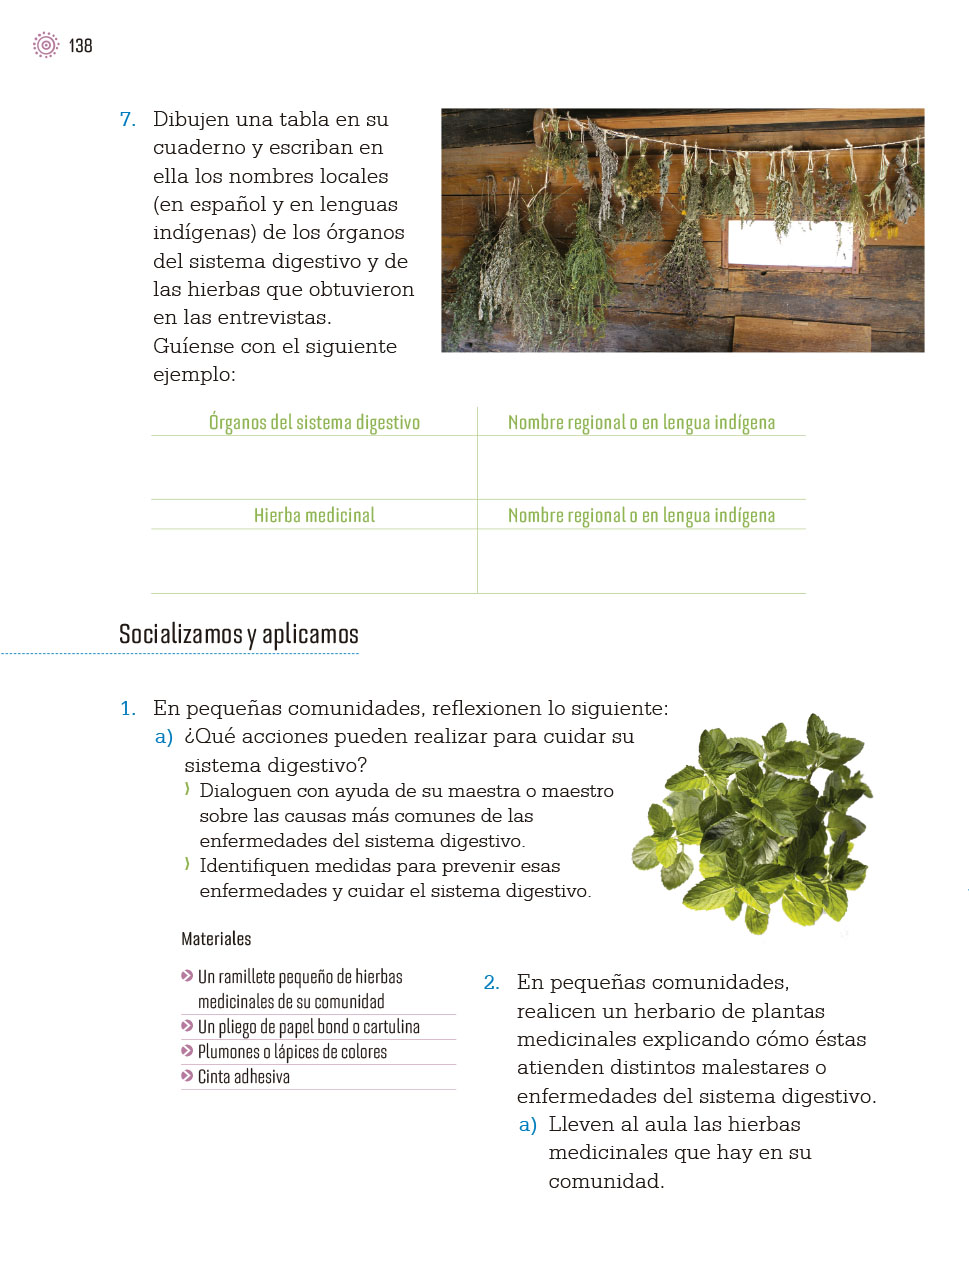 138
7. Dibujen una tabla en su
cuaderno y escriban en
ella los nombres locales
(en español y en lenguas
indígenas) de los órganos
del sistema digestivo y de
las hierbas que obtuvieron
en las entrevistas.
Guíense con el siguiente
ejemplo:
Órganos del sistema digestivo Nombre regional o en lengua indígena
Hierba medicinal Nombre regional o en lengua indígena
Socializamos y aplicamos
1. En pequeñas comunidades, reflexionen lo siguiente:
a) ¿Qué acciones pueden realizar para cuidar su
sistema digestivo?
Dialoguen con ayuda de su maestra o maestro
sobre las causas más comunes de las
enfermedades del sistema digestivo.
Identifiquen medidas para prevenir esas
enfermedades y cuidar el sistema digestivo.
Materiales
Un ramillete pequeño de hierbas
medicinales de su comunidad
Un pliego de papel bond o cartulina
Plumones o lápices de colores
Cinta adhesiva
2. En pequeñas comunidades,
realicen un herbario de plantas
medicinales explicando cómo éstas
atienden distintos malestares o
enfermedades del sistema digestivo.
a) Lleven al aula las hierbas
medicinales que hay en su
comunidad.